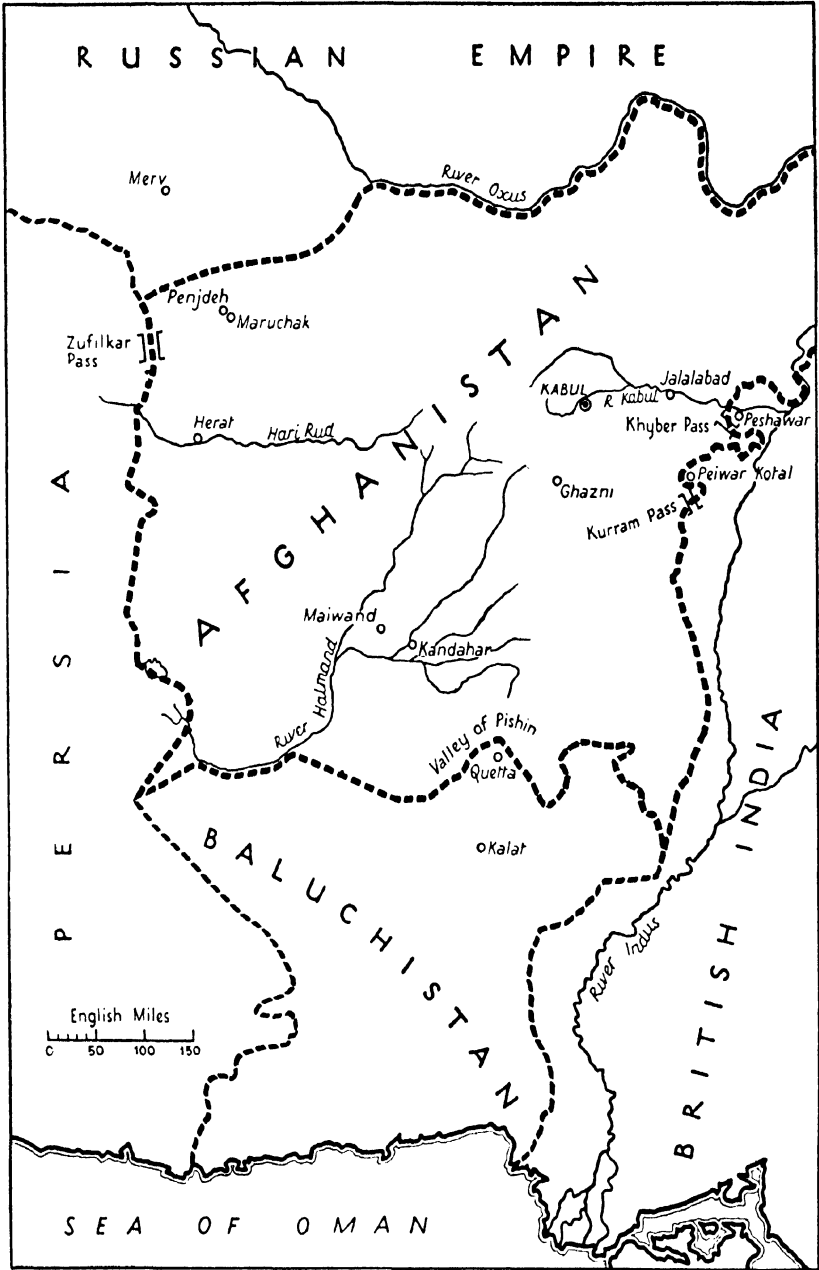 RUSSIAN EMPIRE
Merv
River Oxus
Penjdeh
Maruchak
Zufilkar
Pass
AFGHANISTAN
KABUL
R. Kabul
Jalalabad
Khyber Pass
Peshawar
Herat
Hari Rud
Ghazni
Peiwar Kotal
Kurram Pass
PERSIA
Maiwand
Kandahar
River Halmand
Valley of Pishin
Quetta
Kalat
BALUCHISTAN
River Indus
BRITISH INDIA
English Miles
0 50 100 150
SEA OF OMAN